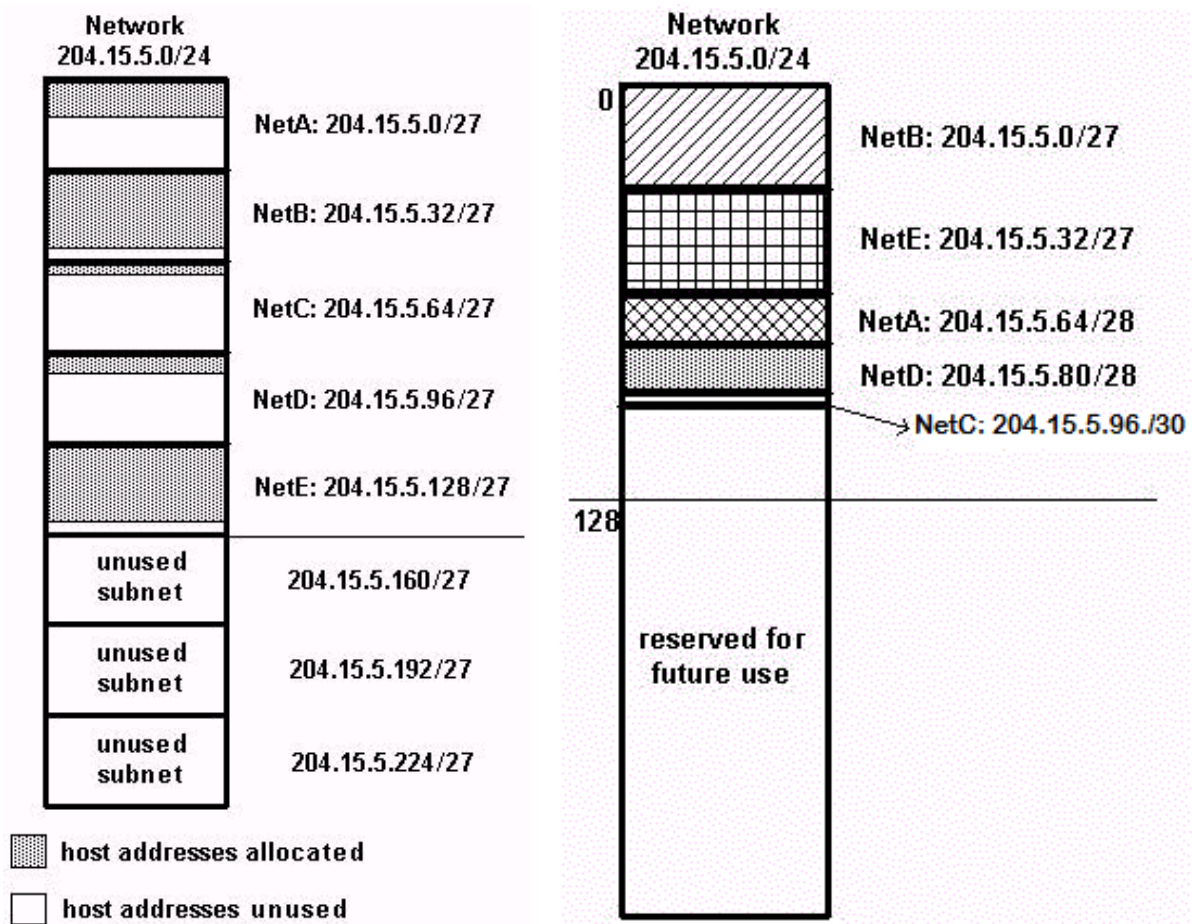 Network
204.15.5.0/24
NetA: 204.15.5.0/27
NetB: 204.15.5.32/27
NetC: 204.15.5.64/27
NetD: 204.15.5.96/27
NetE: 204.15.5.128/27
unused
subnet
204.15.5.160/27
unused
subnet
204.15.5.192/27
unused
subnet
204.15.5.224/27
host addresses allocated
host addresses unused
Network
204.15.5.0/24
0
NetB: 204.15.5.0/27
NetE: 204.15.5.32/27
NetA: 204.15.5.64/28
NetD: 204.15.5.80/28
NetC: 204.15.5.96./30
128
reserved for
future use